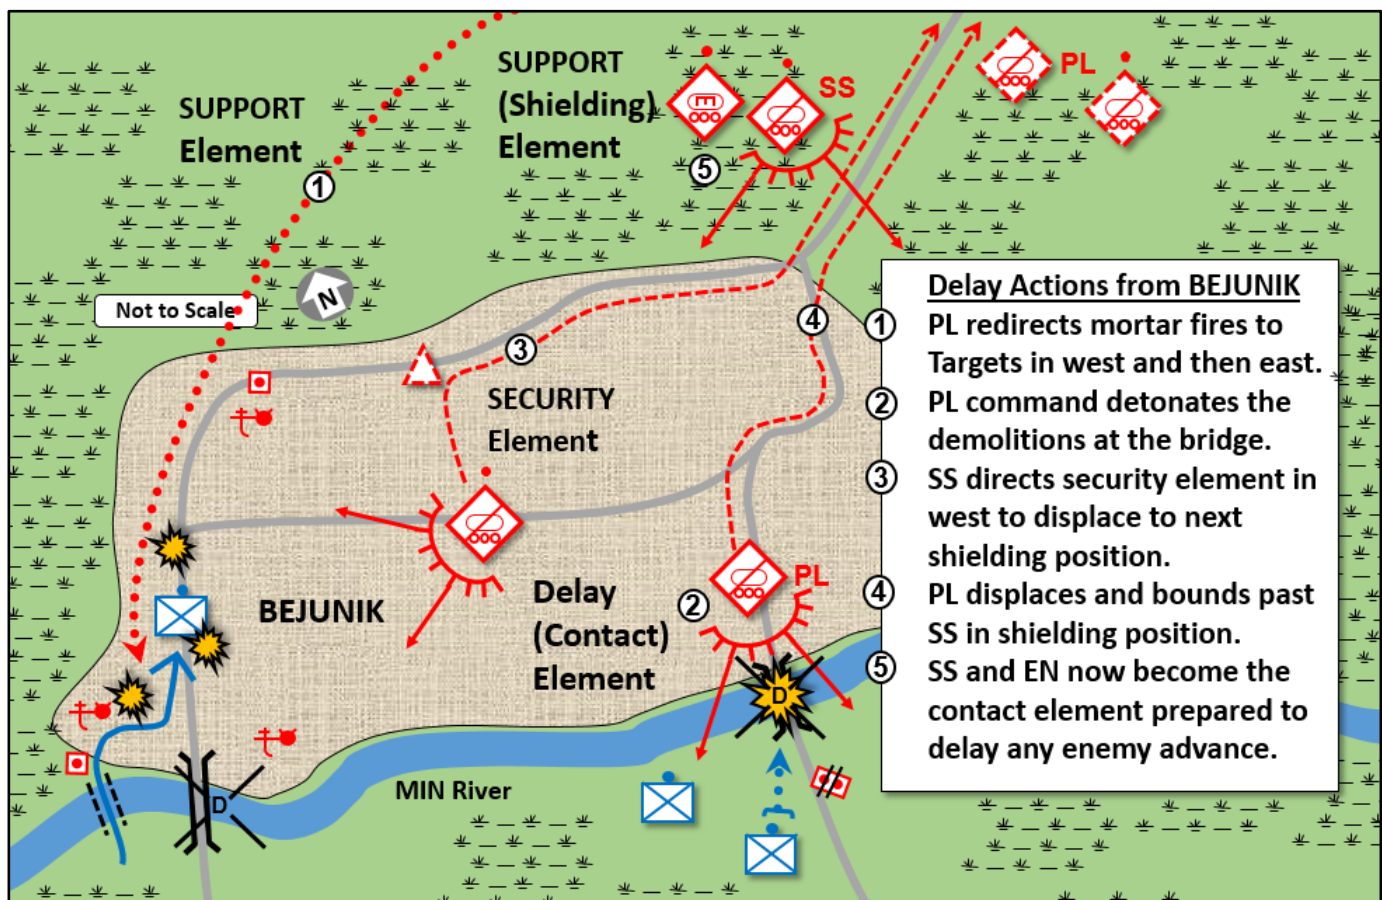 SUPPORT
Element
SUPPORT
(Shielding)
Element
SS
PL
1
5
N
Not to Scale
3
4
SECURITY
Element
E
BEJUNIK
Delay
(Contact)
Element
2
PL
D
D
MIN River
Delay Actions from BEJUNIK
1 PL redirects mortar fires to
Targets in west and then east.
2 PL command detonates the
demolitions at the bridge.
3 SS directs security element in
west to displace to next
shielding position.
4 PL displaces and bounds past
SS in shielding position.
5 SS and EN now become the
contact element prepared to
delay any enemy advance.